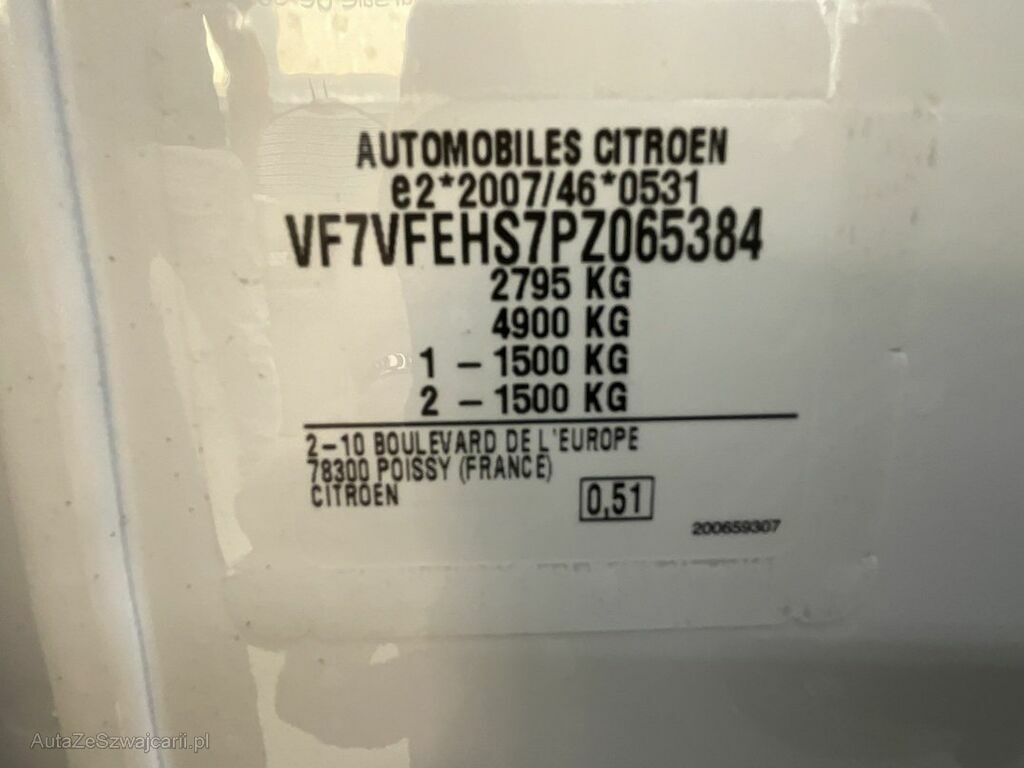 AUTOMOBILES CITROEN
e2*2007/46*0531
VF7VFEHS7PZ065384
2795 KG
4900 KG
1 - 1500 KG
2 - 1500 KG
2-10 BOULEVARD DE L'EUROPE
78300 POISSY (FRANCE)
CITROEN
0,51
200659307
AutaZeSzwajcarii.pl